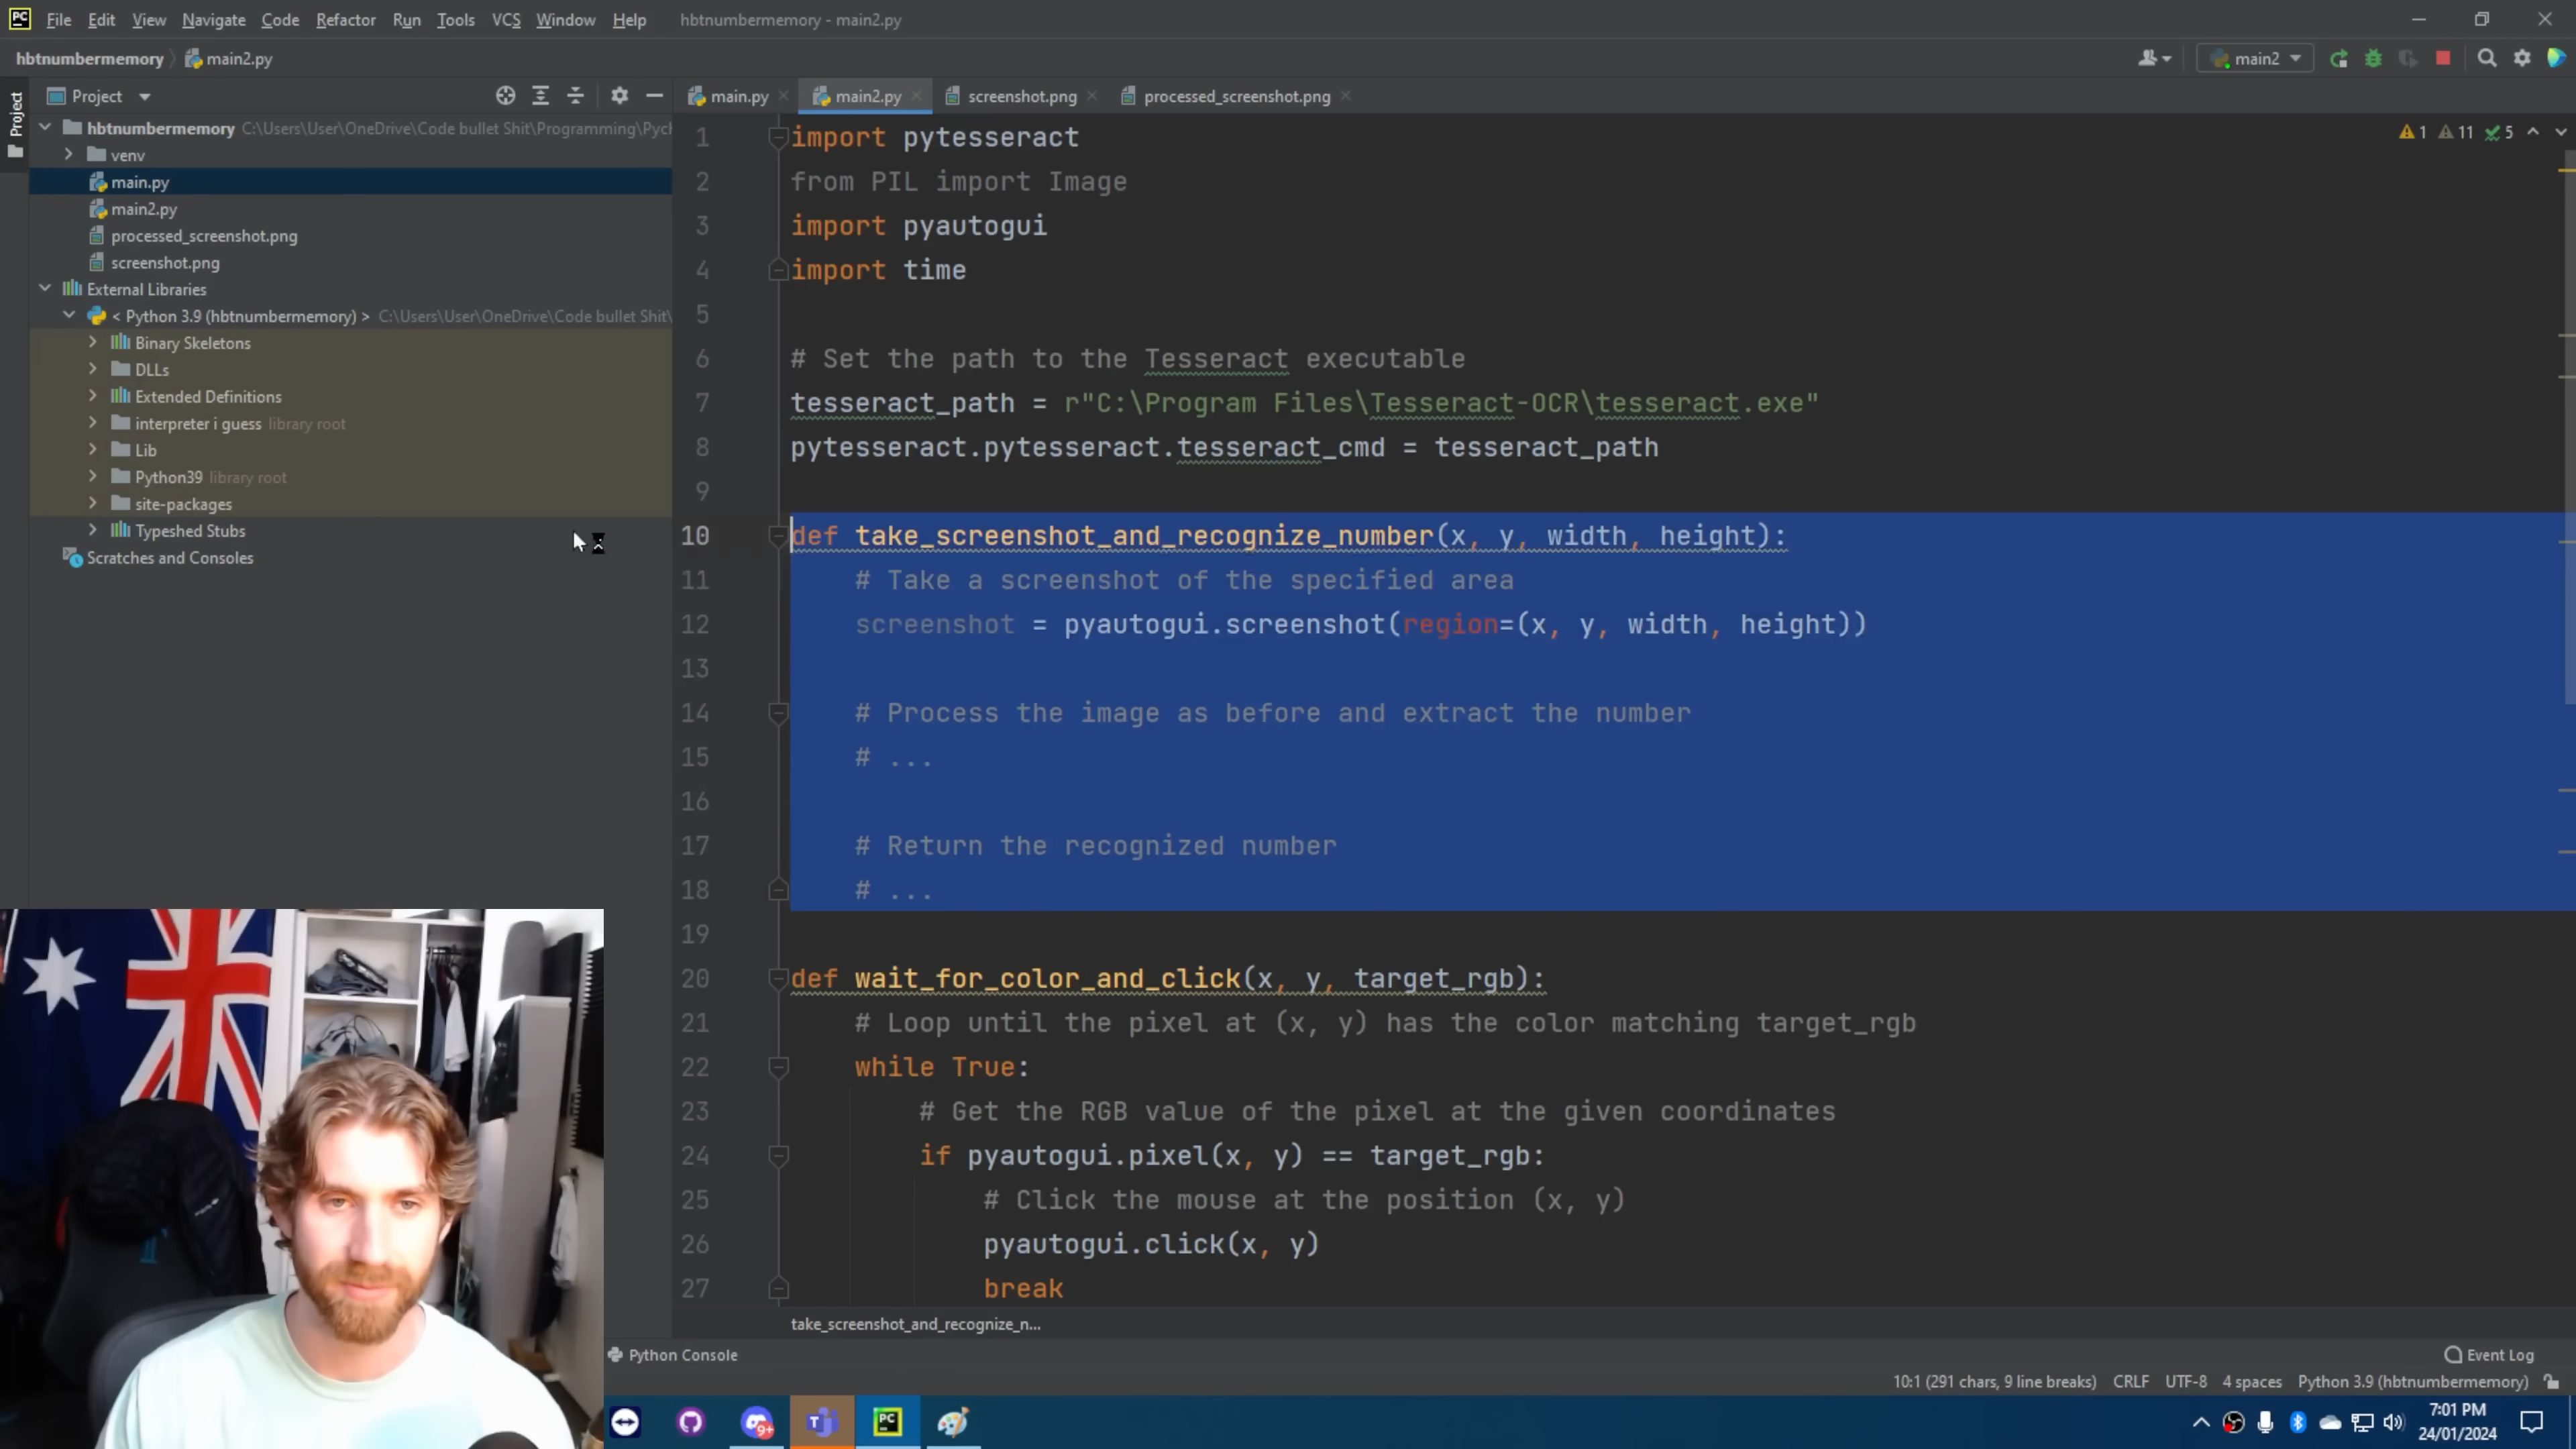 PC File Edit View Navigate Code Refactor Run Tools VCS Window Help hbtnumbermemory - main2.py
hbtnumbermemory main2.py main2
Project
Project main.py main2.py screenshot.png processed_screenshot.png
hbtnumbermemory C:\Users\User\OneDrive\Code bullet Shit\Programming\Pych
venv
main.py
main2.py
processed_screenshot.png
screenshot.png
External Libraries
< Python 3.9 (hbtnumbermemory) > C:\Users\User\OneDrive\Code bullet Shit\
Binary Skeletons
DLLs
Extended Definitions
interpreter i guess library root
Lib
Python39 library root
site-packages
Typeshed Stubs
Scratches and Consoles
1 11 5
1 import pytesseract
2 from PIL import Image
3 import pyautogui
4 import time
5
6 # Set the path to the Tesseract executable
7 tesseract_path = r"C:\Program Files\Tesseract-OCR\tesseract.exe"
8 pytesseract.pytesseract.tesseract_cmd = tesseract_path
9
10 def take_screenshot_and_recognize_number(x, y, width, height):
11 # Take a screenshot of the specified area
12 screenshot = pyautogui.screenshot(region=(x, y, width, height))
13
14 # Process the image as before and extract the number
15 # ...
16
17 # Return the recognized number
18 # ...
19
20 def wait_for_color_and_click(x, y, target_rgb):
21 # Loop until the pixel at (x, y) has the color matching target_rgb
22 while True:
23 # Get the RGB value of the pixel at the given coordinates
24 if pyautogui.pixel(x, y) == target_rgb:
25 # Click the mouse at the position (x, y)
26 pyautogui.click(x, y)
27 break
take_screenshot_and_recognize_n...
Python Console Event Log
10:1 (291 chars, 9 line breaks) CRLF UTF-8 4 spaces Python 3.9 (hbtnumbermemory)
9+ PC 7:01 PM
24/01/2024